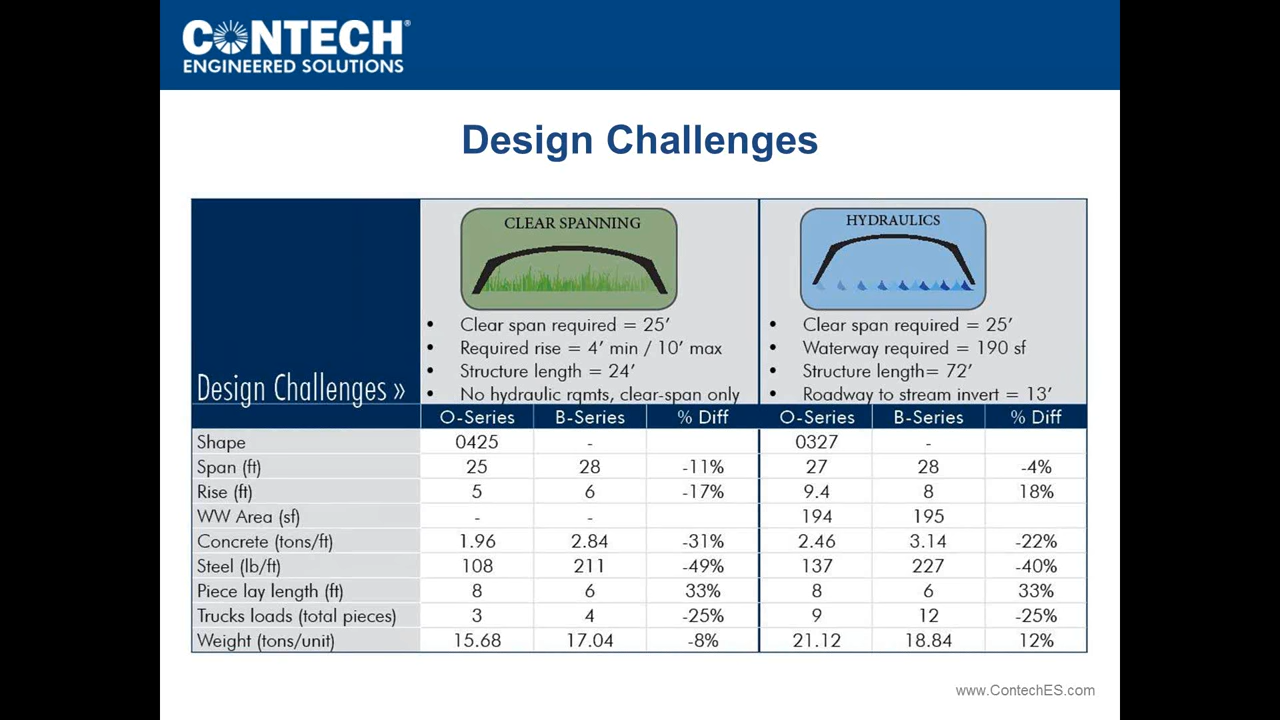 CONTECH®
ENGINEERED SOLUTIONS
Design Challenges
Design Challenges »
CLEAR SPANNING
• Clear span required = 25’
• Required rise = 4’ min / 10’ max
• Structure length = 24’
• No hydraulic rqmts, clear-span only
HYDRAULICS
• Clear span required = 25’
• Waterway required = 190 sf
• Structure length= 72’
• Roadway to stream invert = 13’
O-Series B-Series % Diff O-Series B-Series % Diff
Shape 0425 - 0327 -
Span (ft) 25 28 -11% 27 28 -4%
Rise (ft) 5 6 -17% 9.4 8 18%
WW Area (sf) - - 194 195
Concrete (tons/ft) 1.96 2.84 -31% 2.46 3.14 -22%
Steel (lb/ft) 108 211 -49% 137 227 -40%
Piece lay length (ft) 8 6 33% 8 6 33%
Trucks loads (total pieces) 3 4 -25% 9 12 -25%
Weight (tons/unit) 15.68 17.04 -8% 21.12 18.84 12%
www.ContechES.com